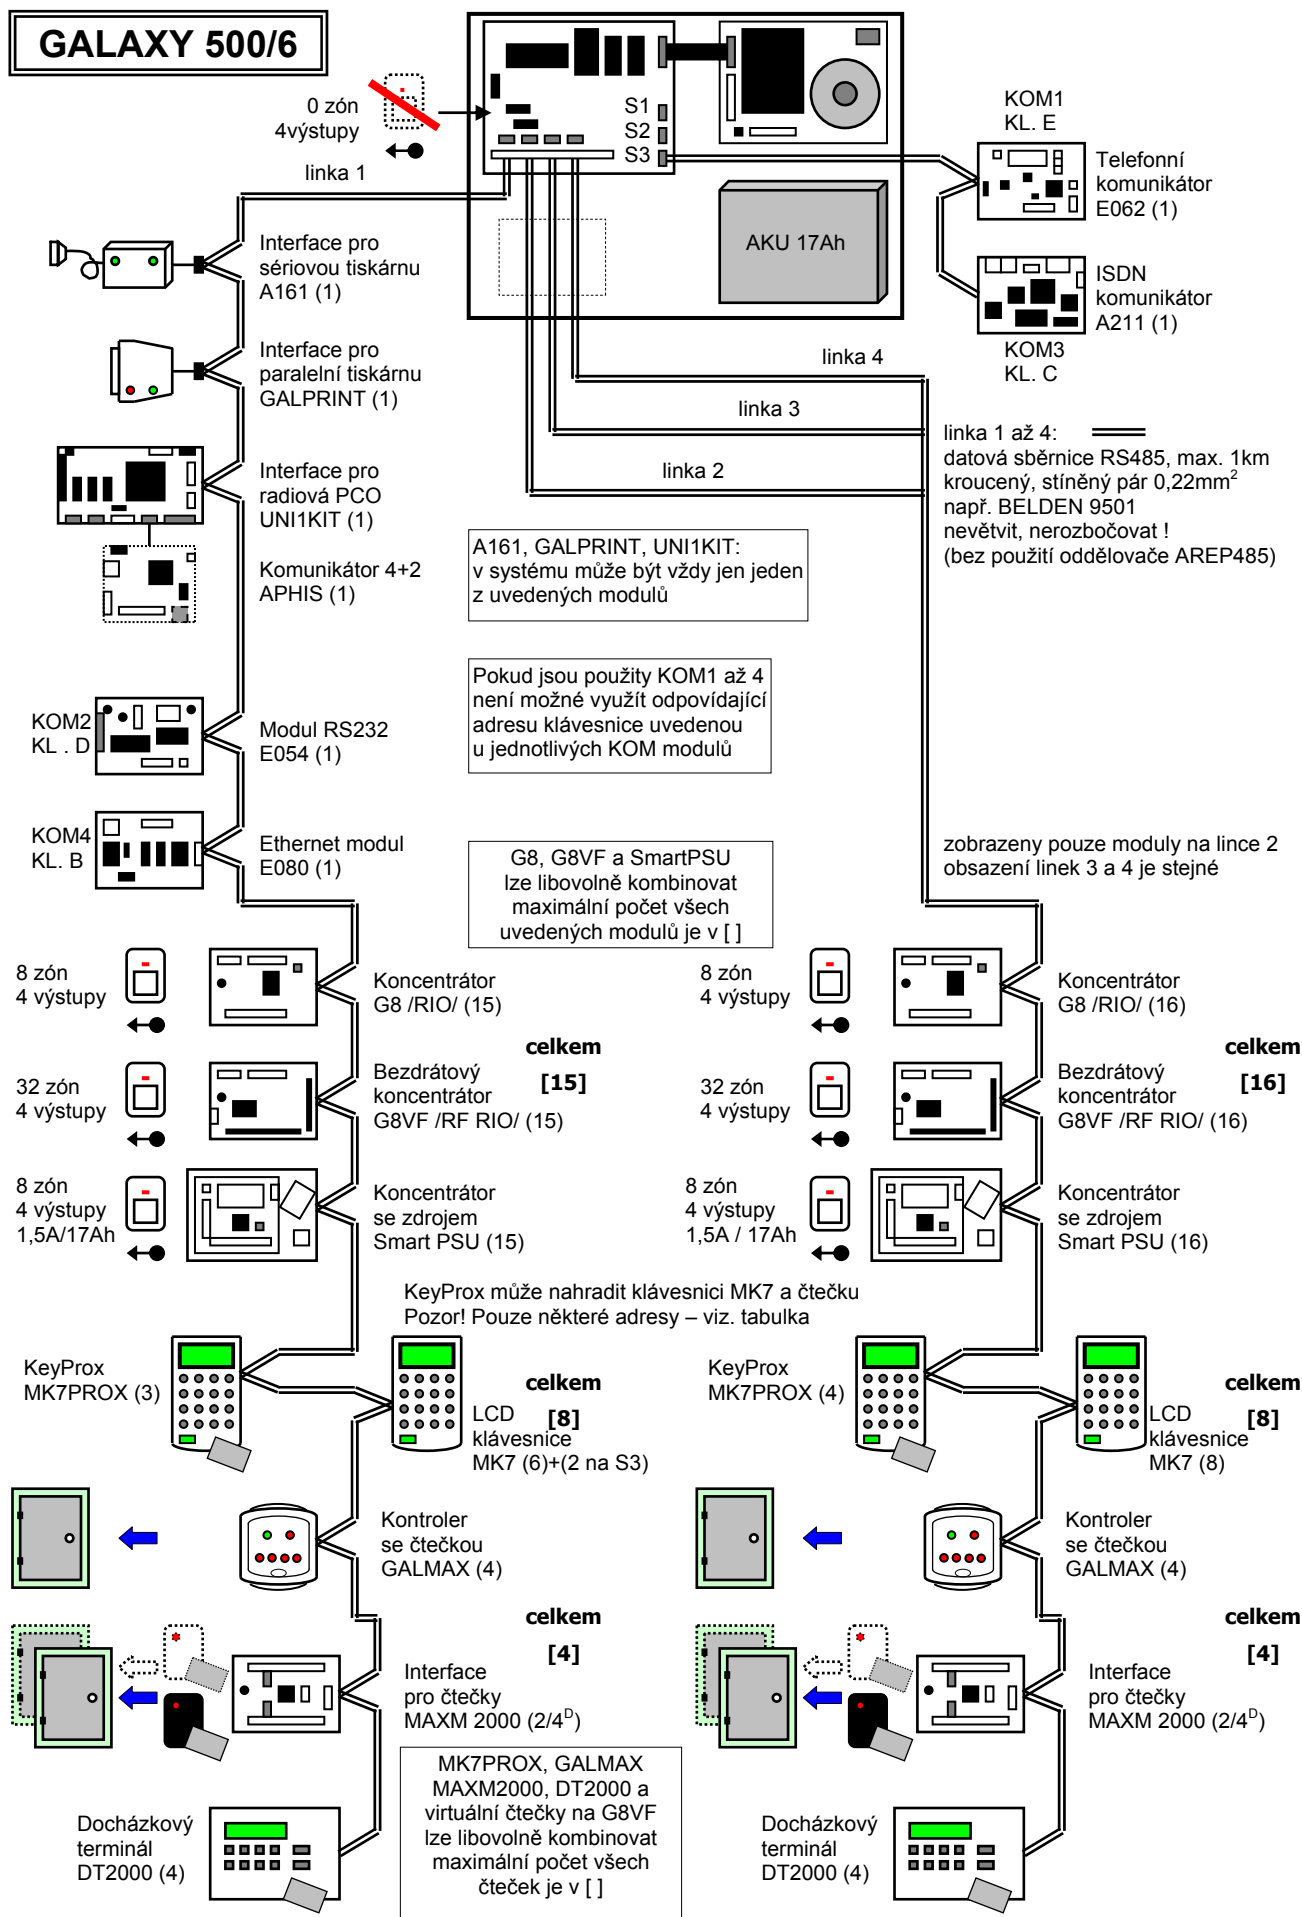 GALAXY 500/6
0 zón
4výstupy
S1
S2
S3
linka 1
AKU 17Ah
KOM1
KL. E
Telefonní
komunikátor
E062 (1)
ISDN
komunikátor
A211 (1)
KOM3
KL. C
Interface pro
sériovou tiskárnu
A161 (1)
Interface pro
paralelní tiskárnu
GALPRINT (1)
linka 4
linka 3
linka 2
linka 1 až 4:
datová sběrnice RS485, max. 1km
kroucený, stíněný pár 0,22mm²
např. BELDEN 9501
nevětvit, nerozbočovat !
(bez použití oddělovače AREP485)
Interface pro
radiová PCO
UNI1KIT (1)
Komunikátor 4+2
APHIS (1)
A161, GALPRINT, UNI1KIT:
v systému může být vždy jen jeden
z uvedených modulů
Pokud jsou použity KOM1 až 4
není možné využít odpovídající
adresu klávesnice uvedenou
u jednotlivých KOM modulů
KOM2
KL . D
Modul RS232
E054 (1)
KOM4
KL. B
Ethernet modul
E080 (1)
G8, G8VF a SmartPSU
lze libovolně kombinovat
maximální počet všech
uvedených modulů je v [ ]
zobrazeny pouze moduly na lince 2
obsazení linek 3 a 4 je stejné
8 zón
4 výstupy
Koncentrátor
G8 /RIO/ (15)
celkem
[15]
32 zón
4 výstupy
Bezdrátový
koncentrátor
G8VF /RF RIO/ (15)
8 zón
4 výstupy
1,5A/17Ah
Koncentrátor
se zdrojem
Smart PSU (15)
8 zón
4 výstupy
Koncentrátor
G8 /RIO/ (16)
celkem
[16]
32 zón
4 výstupy
Bezdrátový
koncentrátor
G8VF /RF RIO/ (16)
8 zón
4 výstupy
1,5A / 17Ah
Koncentrátor
se zdrojem
Smart PSU (16)
KeyProx může nahradit klávesnici MK7 a čtečku
Pozor! Pouze některé adresy – viz. tabulka
KeyProx
MK7PROX (3)
celkem
[8]
LCD
klávesnice
MK7 (6)+(2 na S3)
KeyProx
MK7PROX (4)
celkem
[8]
LCD
klávesnice
MK7 (8)
Kontroler
se čtečkou
GALMAX (4)
celkem
[4]
Interface
pro čtečky
MAXM 2000 (2/4ᴰ)
Kontroler
se čtečkou
GALMAX (4)
celkem
[4]
Interface
pro čtečky
MAXM 2000 (2/4ᴰ)
MK7PROX, GALMAX
MAXM2000, DT2000 a
virtuální čtečky na G8VF
lze libovolně kombinovat
maximální počet všech
čteček je v [ ]
Docházkový
terminál
DT2000 (4)
Docházkový
terminál
DT2000 (4)